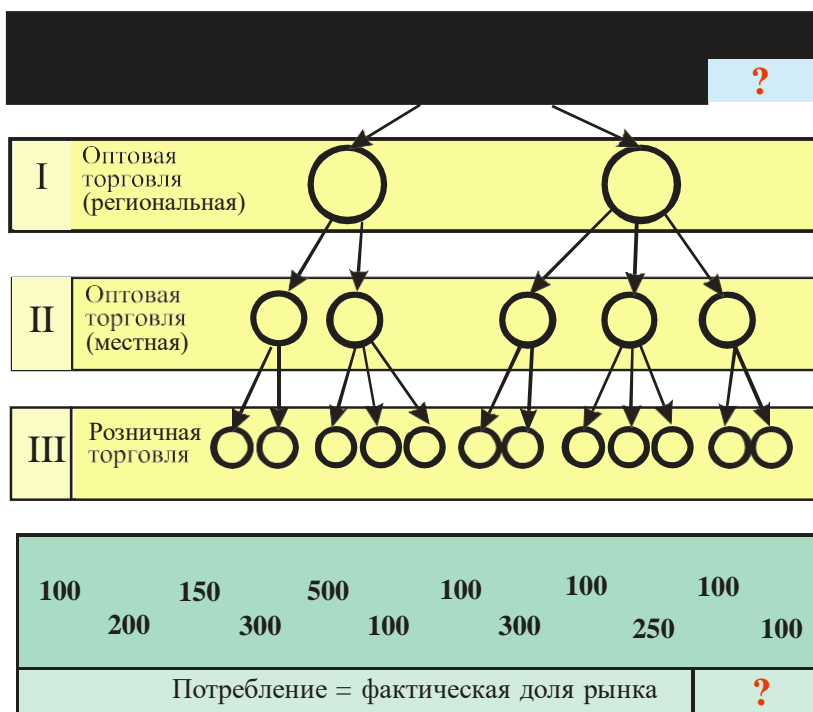 ?
I
Оптовая
торговля
(региональная)
II
Оптовая
торговля
(местная)
III
Розничная
торговля
100 150 500 100 100 100
200 300 100 300 250 100
Потребление = фактическая доля рынка ?